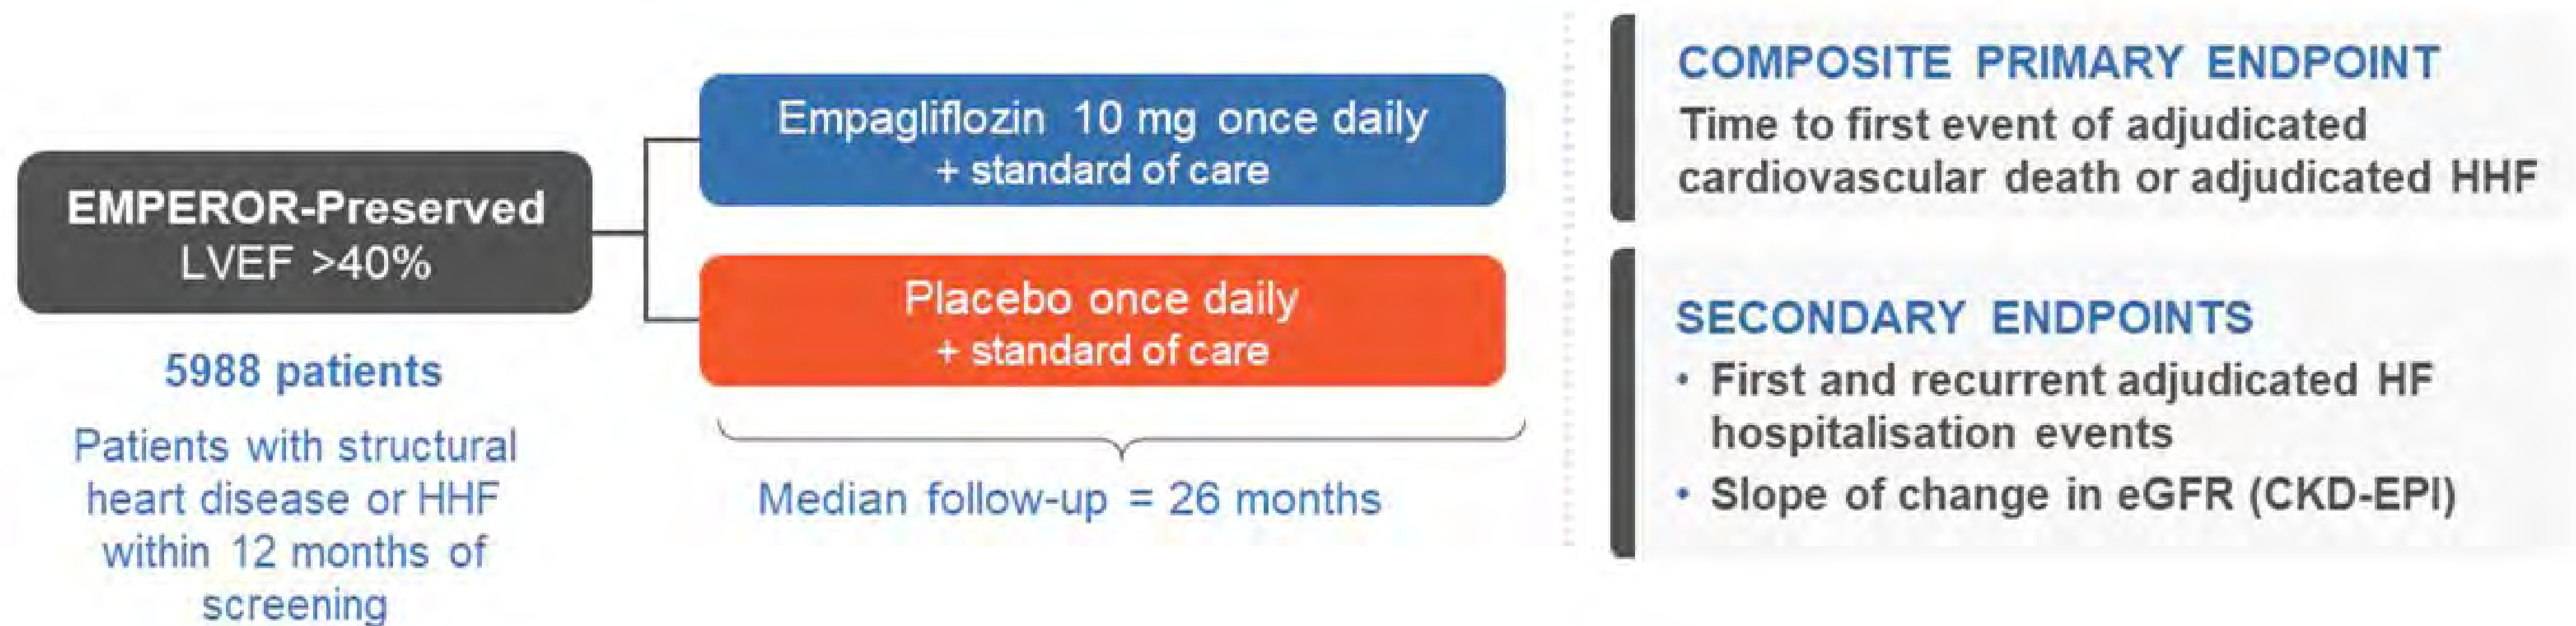 EMPEROR-Preserved
LVEF >40%
5988 patients
Patients with structural
heart disease or HHF
within 12 months of
screening
Empagliflozin 10 mg once daily
+ standard of care
Placebo once daily
+ standard of care
Median follow-up = 26 months
COMPOSITE PRIMARY ENDPOINT
Time to first event of adjudicated
cardiovascular death or adjudicated HHF
SECONDARY ENDPOINTS
• First and recurrent adjudicated HF
hospitalisation events
• Slope of change in eGFR (CKD-EPI)